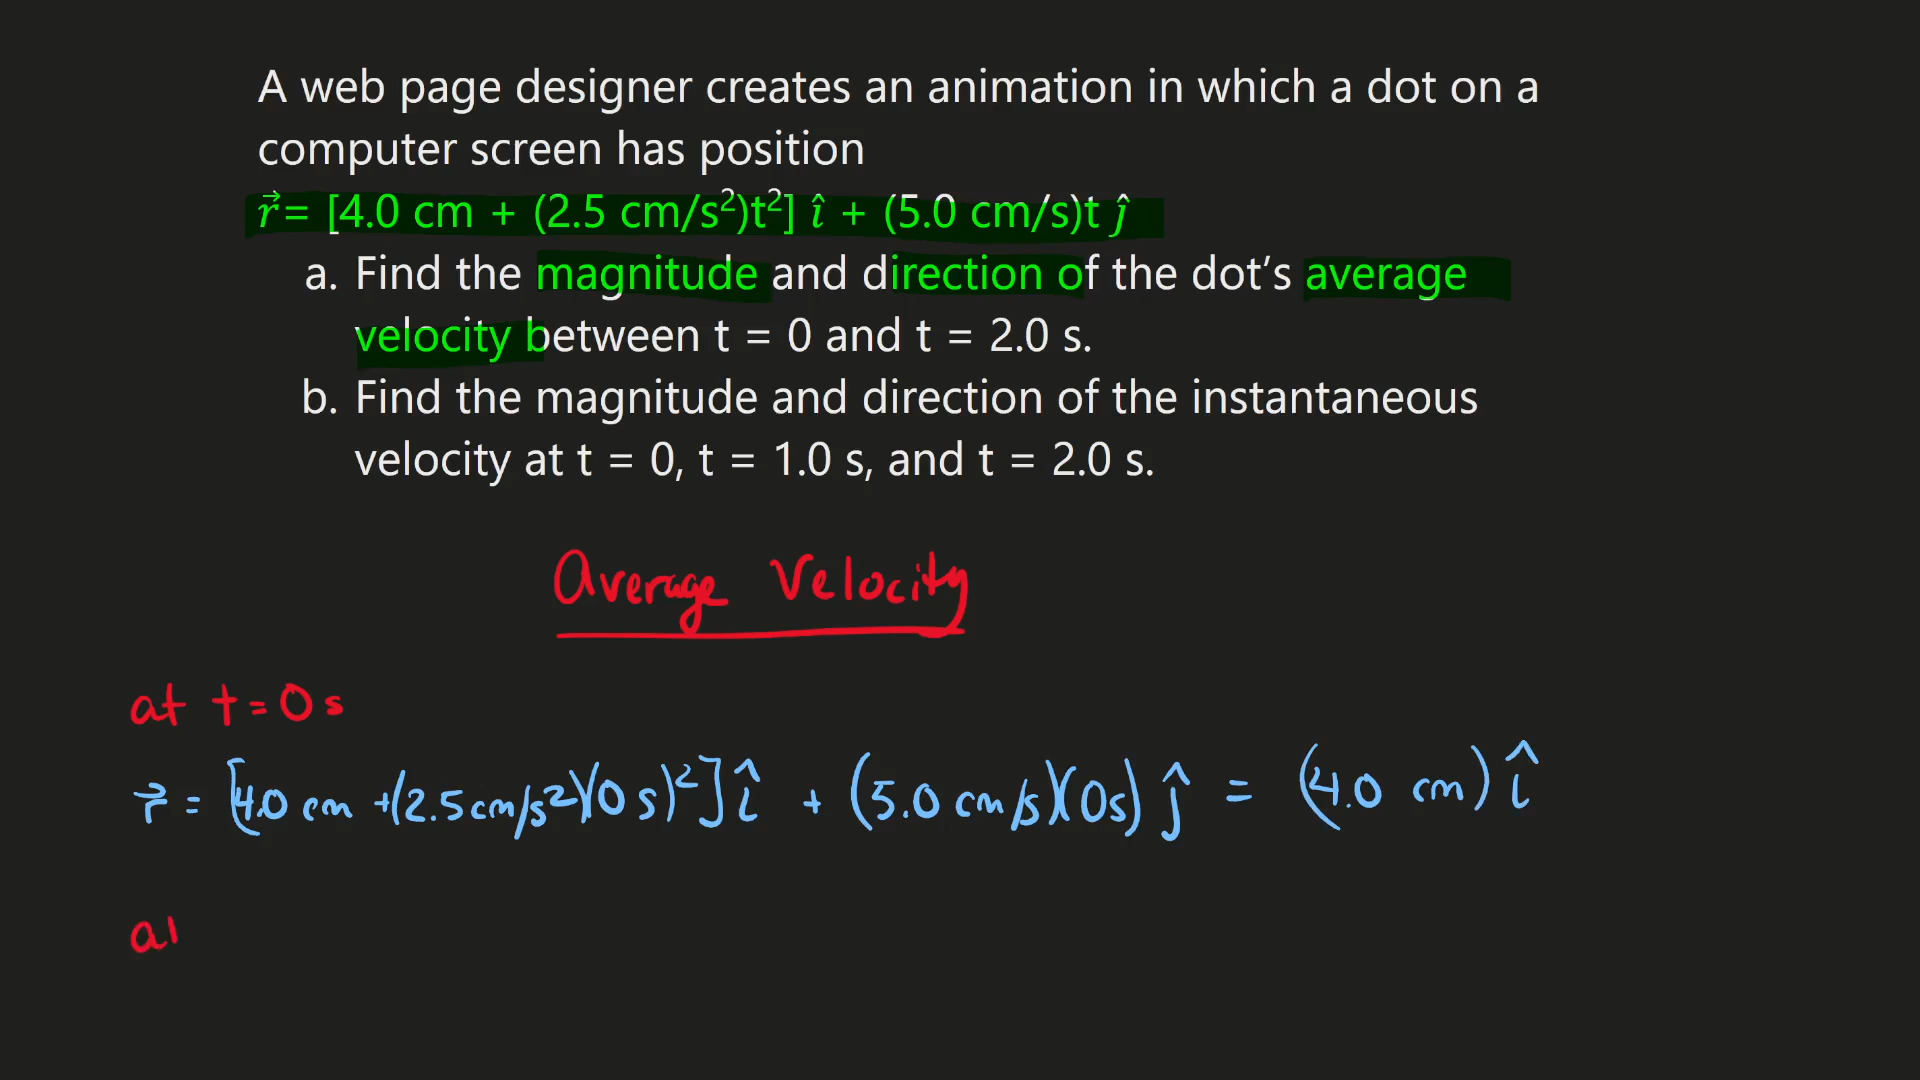 A web page designer creates an animation in which a dot on a
computer screen has position
r⃗ = [4.0 cm + (2.5 cm/s²)t²] î + (5.0 cm/s)t ĵ
a. Find the magnitude and direction of the dot’s average
velocity between t = 0 and t = 2.0 s.
b. Find the magnitude and direction of the instantaneous
velocity at t = 0, t = 1.0 s, and t = 2.0 s.
Average Velocity
at t = 0 s
r⃗ = [4.0 cm + (2.5 cm/s²)(0 s)²] î + (5.0 cm/s)(0s) ĵ = (4.0 cm) î